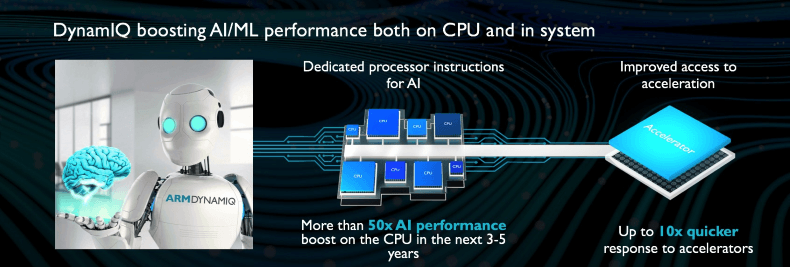 DynamIQ boosting AI/ML performance both on CPU and in system
Dedicated processor instructions
for AI
Improved access to
acceleration
ARMDYNAMIQ
CPU
CPU
CPU
CPU
CPU
CPU
CPU
CPU
Accelerator
More than 50x AI performance
boost on the CPU in the next 3-5
years
Up to 10x quicker
response to accelerators